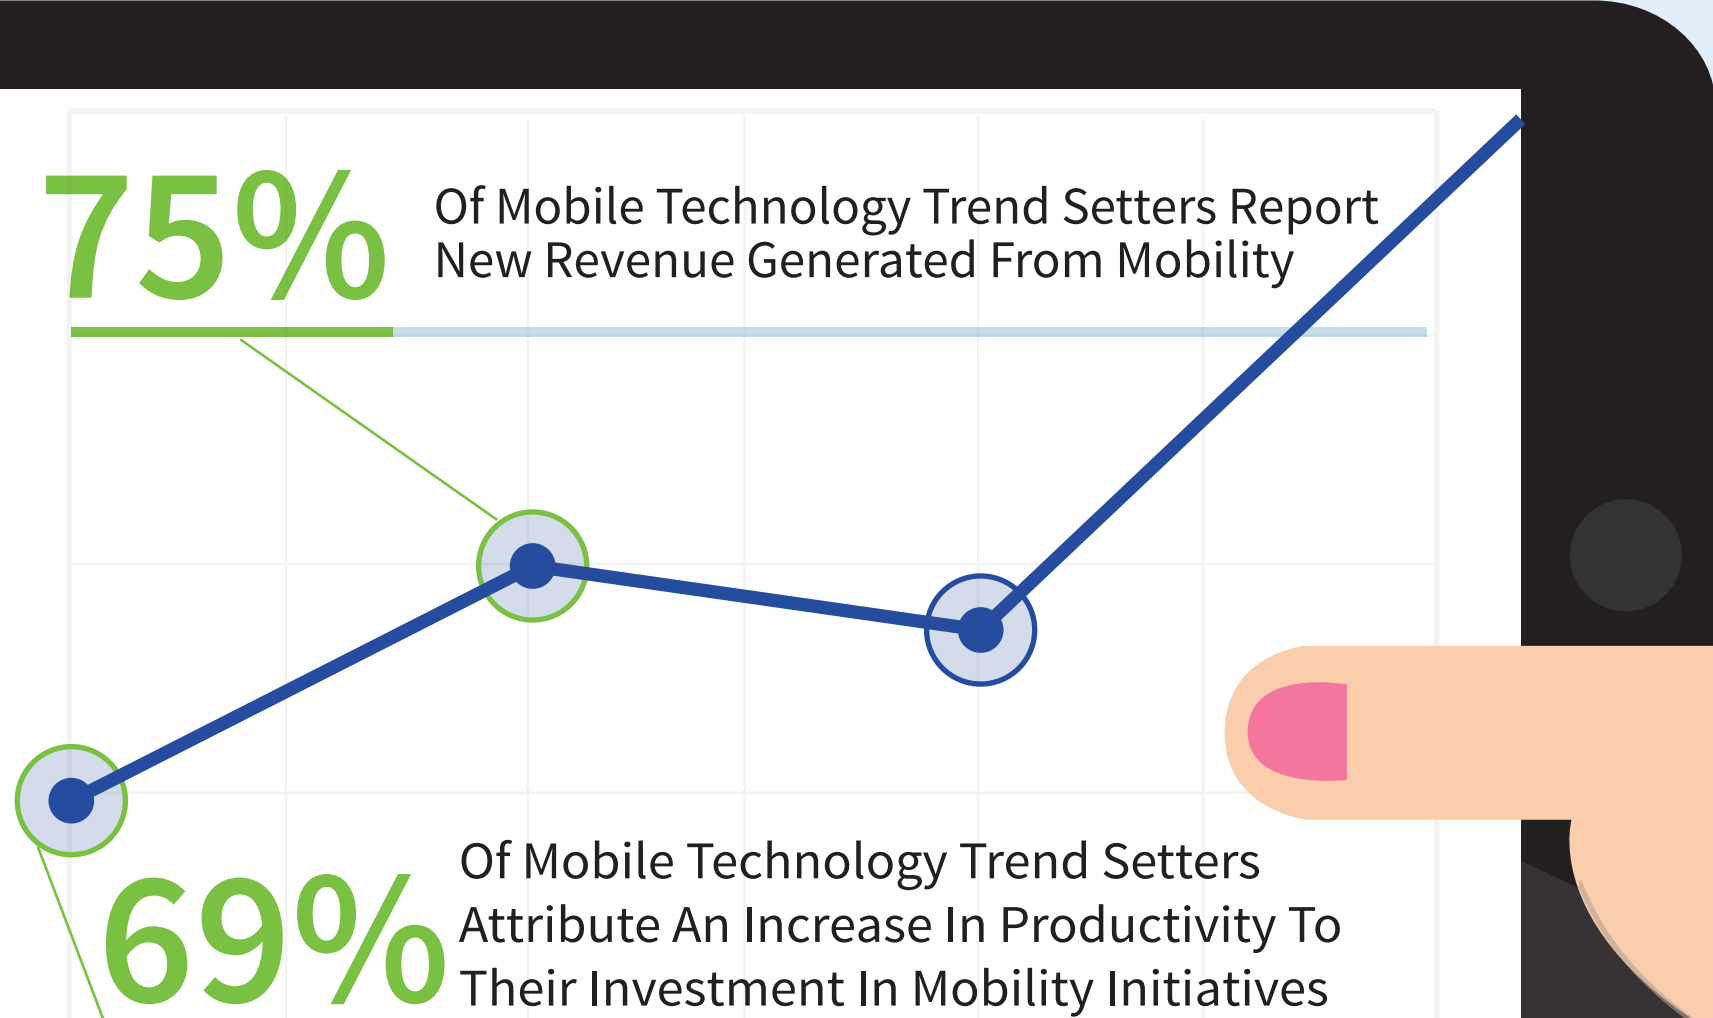 75%
Of Mobile Technology Trend Setters Report
New Revenue Generated From Mobility
69%
Of Mobile Technology Trend Setters
Attribute An Increase In Productivity To
Their Investment In Mobility Initiatives